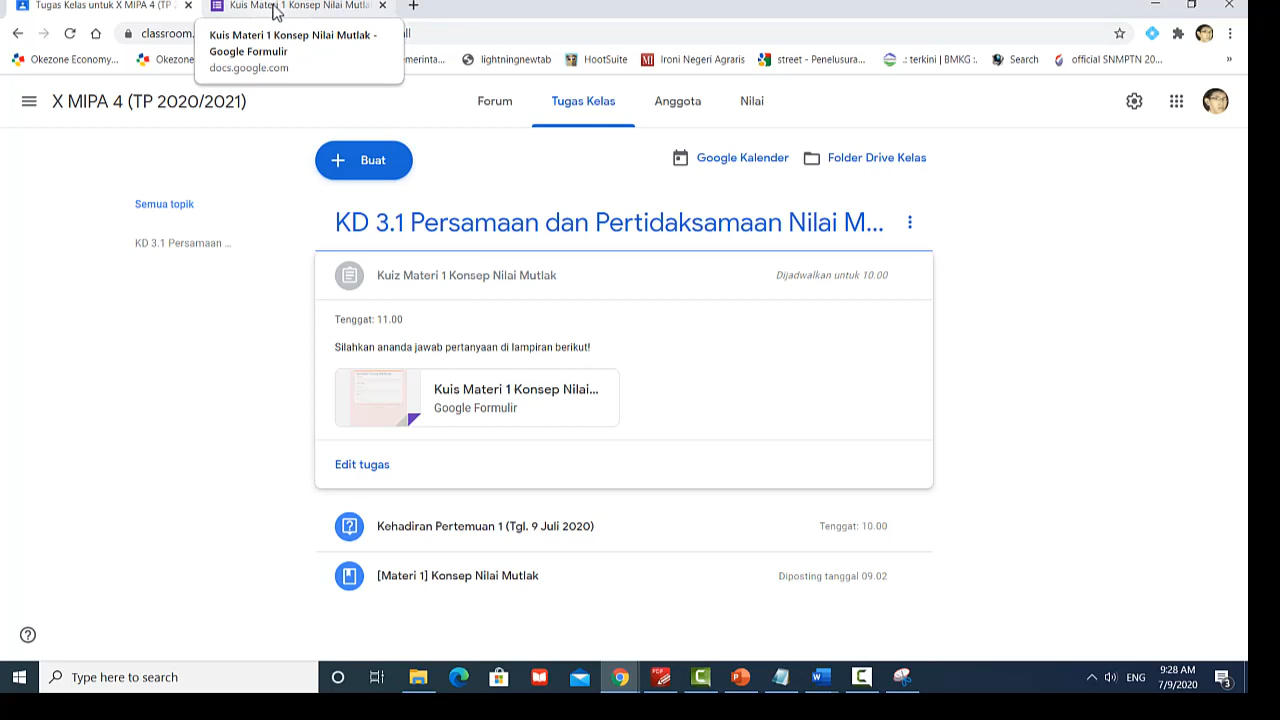 Tugas Kelas untuk X MIPA 4 (TP
Kuis Materi 1 Konsep Nilai Mutla
classroom.
all
Kuis Materi 1 Konsep Nilai Mutlak -
Google Formulir
docs.google.com
Okezone Economy...
Okezone
emerinta...
lightningnewtab
HootSuite
Ironi Negeri Agraris
street - Penelusura...
.: terkini | BMKG :.
Search
official SNMPTN 20...
»
X MIPA 4 (TP 2020/2021)
Forum
Tugas Kelas
Anggota
Nilai
+ Buat
Google Kalender
Folder Drive Kelas
Semua topik
KD 3.1 Persamaan dan Pertidaksamaan Nilai M...
KD 3.1 Persamaan ...
Kuiz Materi 1 Konsep Nilai Mutlak
Dijadwalkan untuk 10.00
Tenggat: 11.00
Silahkan ananda jawab pertanyaan di lampiran berikut!
Kuis Materi 1 Konsep Nilai...
Google Formulir
Edit tugas
Kehadiran Pertemuan 1 (Tgl. 9 Juli 2020)
Tenggat: 10.00
[Materi 1] Konsep Nilai Mutlak
Diposting tanggal 09.02
Type here to search
ENG
9:28 AM
7/9/2020
3